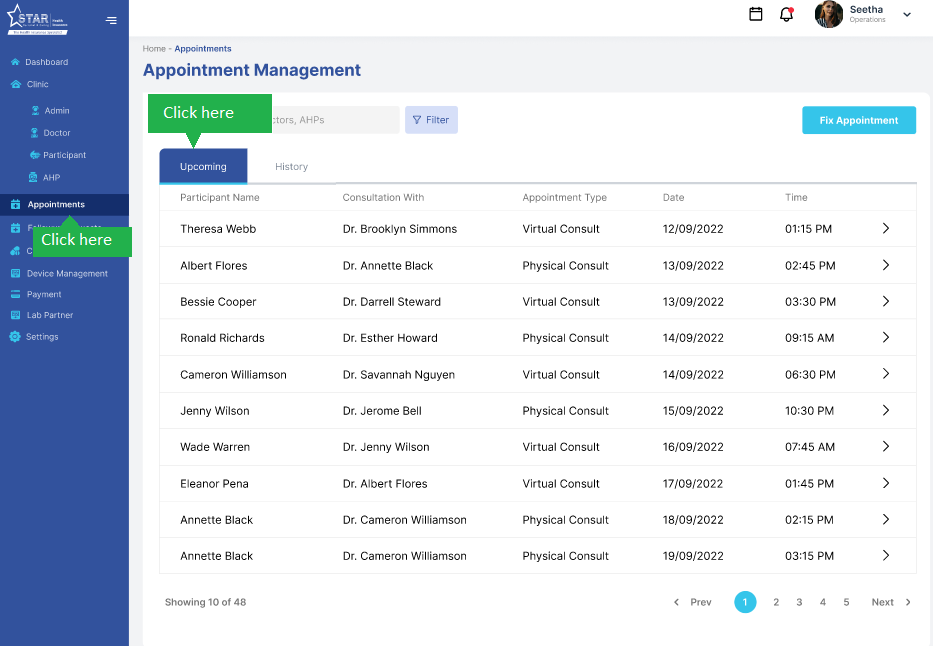 STAR Health
Insurance
The Health Insurance Specialist
Seetha
Operations
Dashboard
Clinic
Admin
Doctor
Participant
AHP
Appointments
Click here
Device Management
Payment
Lab Partner
Settings
Home - Appointments
Appointment Management
Click here
ctors, AHPs
Filter
Fix Appointment
Upcoming History
Participant Name Consultation With Appointment Type Date Time
Theresa Webb Dr. Brooklyn Simmons Virtual Consult 12/09/2022 01:15 PM
Albert Flores Dr. Annette Black Physical Consult 13/09/2022 02:45 PM
Bessie Cooper Dr. Darrell Steward Virtual Consult 13/09/2022 03:30 PM
Ronald Richards Dr. Esther Howard Physical Consult 14/09/2022 09:15 AM
Cameron Williamson Dr. Savannah Nguyen Virtual Consult 14/09/2022 06:30 PM
Jenny Wilson Dr. Jerome Bell Physical Consult 15/09/2022 10:30 PM
Wade Warren Dr. Jenny Wilson Virtual Consult 16/09/2022 07:45 AM
Eleanor Pena Dr. Albert Flores Virtual Consult 17/09/2022 01:45 PM
Annette Black Dr. Cameron Williamson Physical Consult 18/09/2022 02:15 PM
Annette Black Dr. Cameron Williamson Physical Consult 19/09/2022 03:15 PM
Showing 10 of 48
Prev 1 2 3 4 5 Next